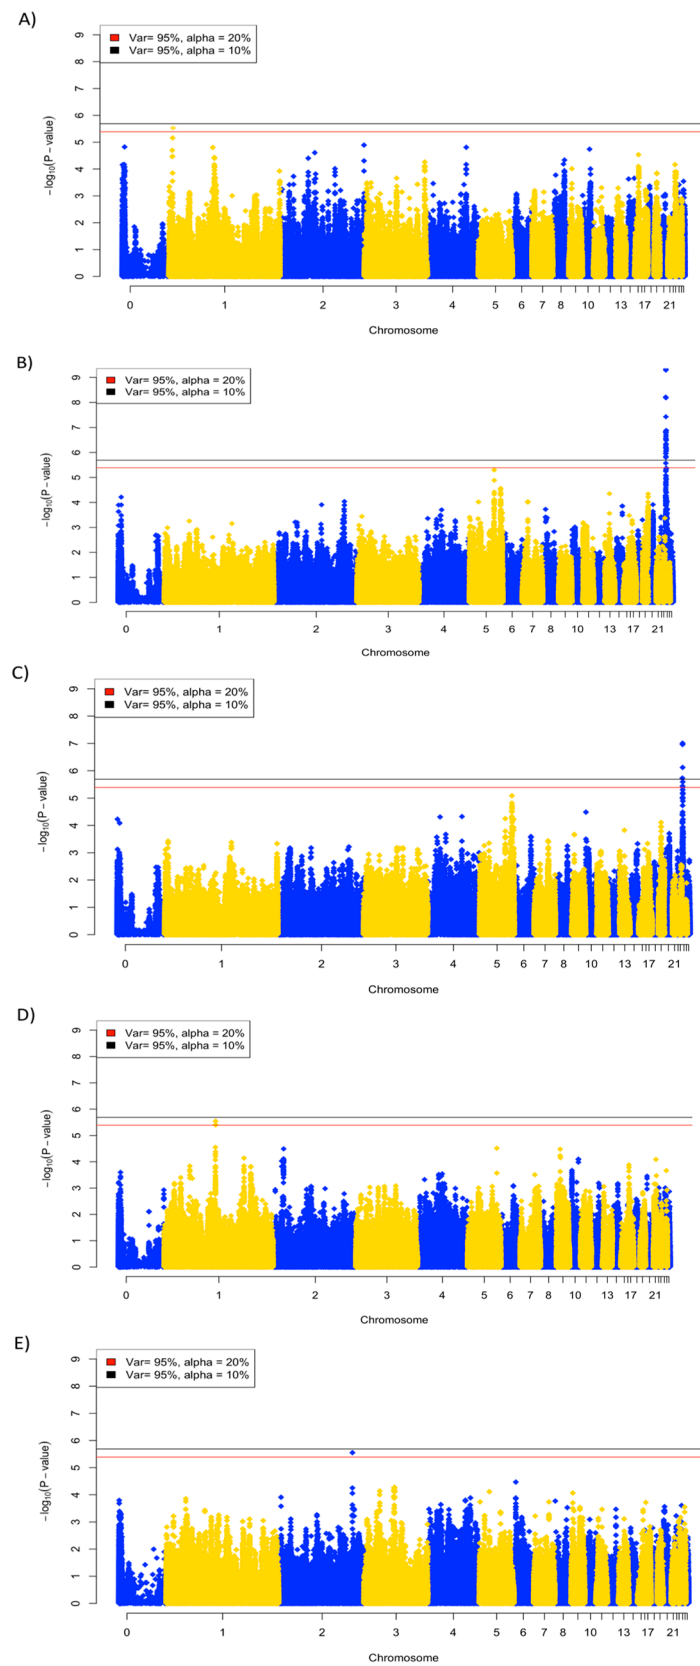 A)
Var= 95%, alpha = 20%
Var= 95%, alpha = 10%
9
8
7
6
5
4
3
2
1
0
−log10(P − value)
0 1 2 3 4 5 6 7 8 10 13 17 21
Chromosome
B)
Var= 95%, alpha = 20%
Var= 95%, alpha = 10%
9
8
7
6
5
4
3
2
1
0
−log10(P − value)
0 1 2 3 4 5 6 7 8 10 13 17 21
Chromosome
C)
Var= 95%, alpha = 20%
Var= 95%, alpha = 10%
9
8
7
6
5
4
3
2
1
0
−log10(P − value)
0 1 2 3 4 5 6 7 8 10 13 17 21
Chromosome
D)
Var= 95%, alpha = 20%
Var= 95%, alpha = 10%
9
8
7
6
5
4
3
2
1
0
−log10(P − value)
0 1 2 3 4 5 6 7 8 10 13 17 21
Chromosome
E)
Var= 95%, alpha = 20%
Var= 95%, alpha = 10%
9
8
7
6
5
4
3
2
1
0
−log10(P − value)
0 1 2 3 4 5 6 7 8 10 13 17 21
Chromosome